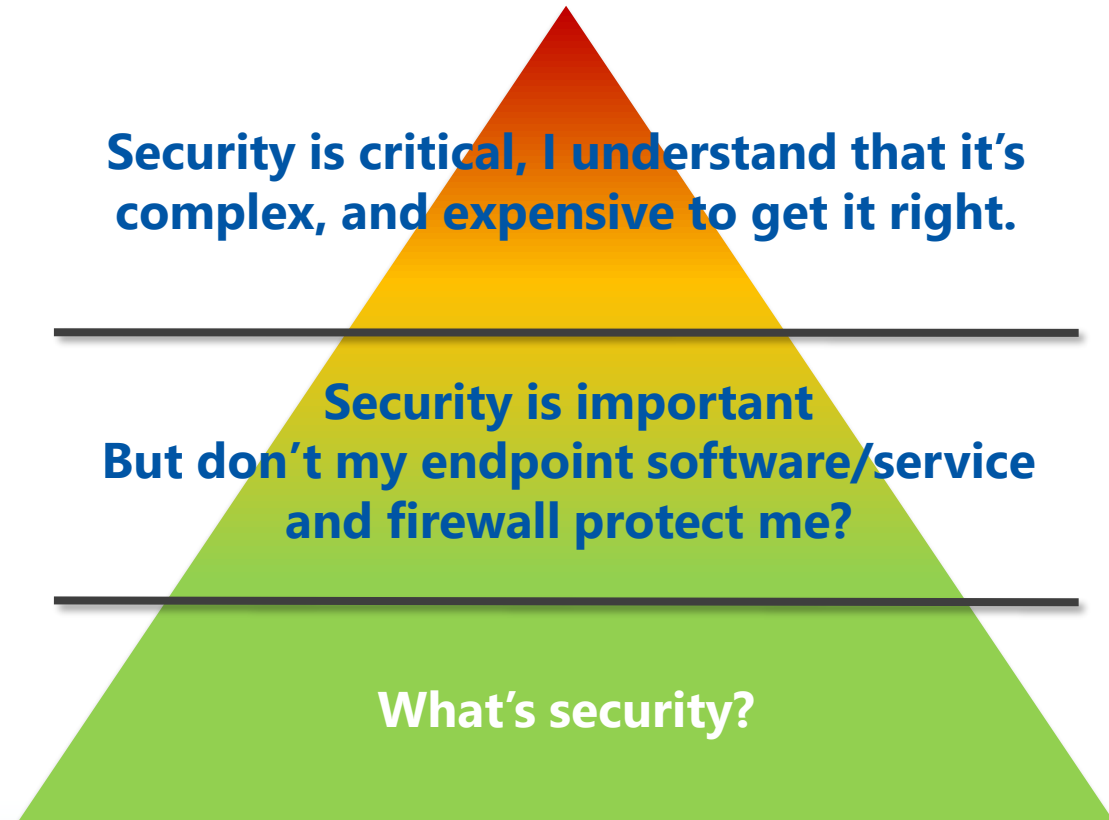 Security is critical, I understand that it’s
complex, and expensive to get it right.
Security is important
But don’t my endpoint software/service
and firewall protect me?
What’s security?